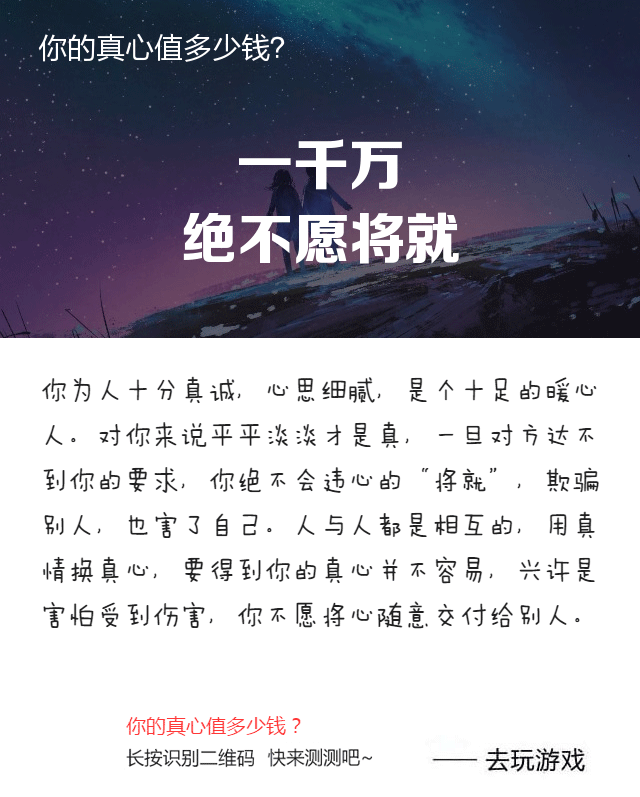 你的真心值多少钱?
一千万
绝不愿将就
你为人十分真诚，心思细腻，是个十足的暖心
人。对你来说平平淡淡才是真，一旦对方达不
到你的要求，你绝不会违心的“将就”，欺骗
别人，也害了自己。人与人都是相互的，用真
情换真心，要得到你的真心并不容易，兴许是
害怕受到伤害，你不愿将心随意交付给别人。
你的真心值多少钱？
长按识别二维码 快来测测吧~
—— 去玩游戏